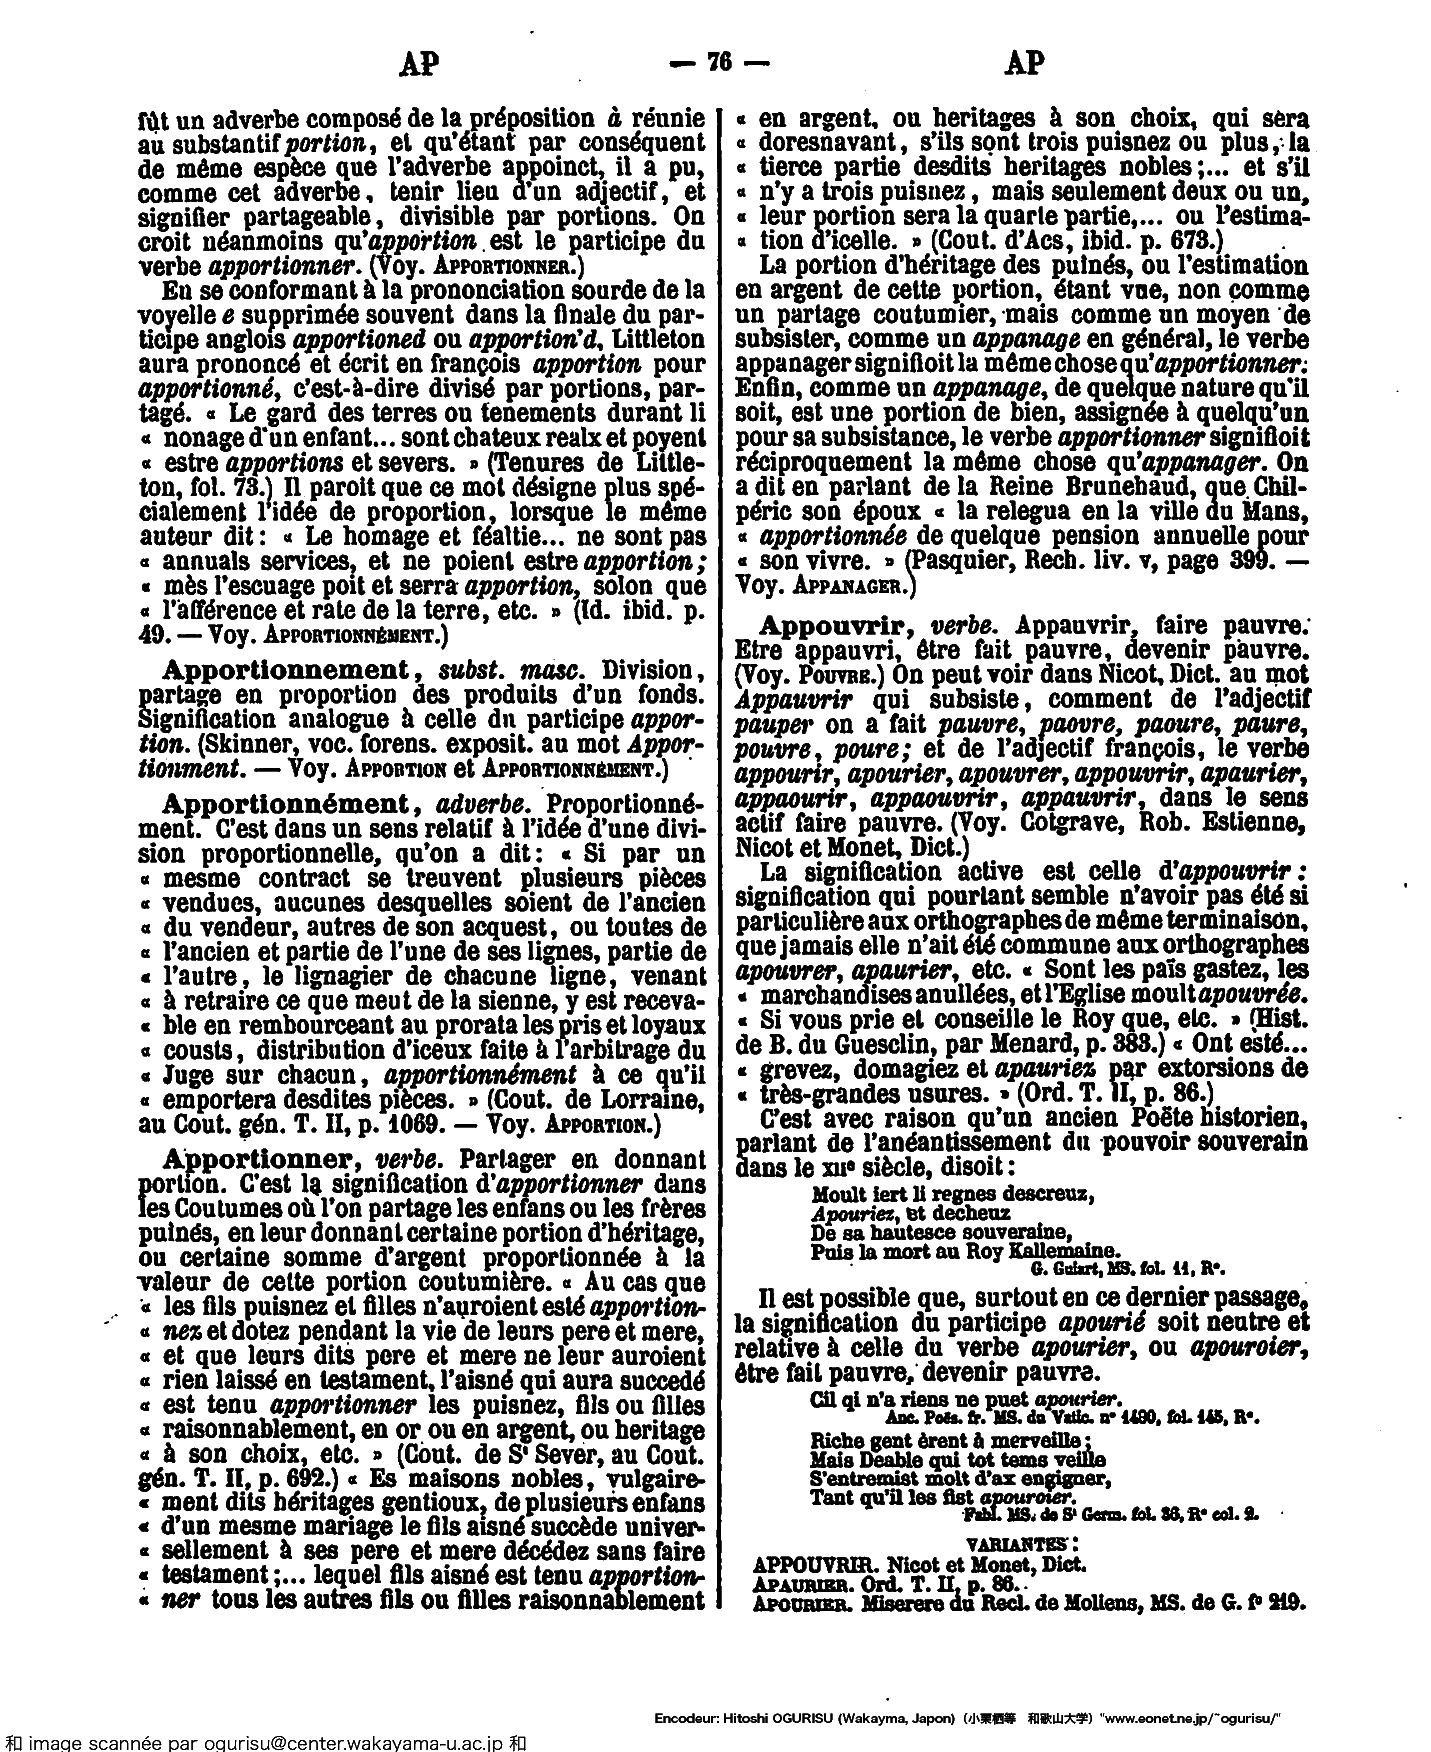 AP — 76 — AP
fût un adverbe composé de la préposition à réunie
au substantif portion, et qu'étant par conséquent
de même espèce que l'adverbe appoinct, il a pu,
comme cet adverbe, tenir lieu d'un adjectif, et
signifier partageable, divisible par portions. On
croit néanmoins qu'apportion est le participe du
verbe apportionner. (Voy. APPORTIONNER.)
En se conformant à la prononciation sourde de la
voyelle e supprimée souvent dans la finale du par-
ticipe anglois apportioned ou apportion'd, Littleton
aura prononcé et écrit en françois apportion pour
apportionné, c'est-à-dire divisé par portions, par-
tagé. « Le gard des terres ou tenements durant li
« nonage d'un enfant... sont chateux realx et poyent
« estre apportions et severs. » (Tenures de Little-
ton, fol. 73.) Il paroit que ce mot désigne plus spé-
cialement l'idée de proportion, lorsque le même
auteur dit : « Le homage et féaltie... ne sont pas
« annuals services, et ne poient estre apportion ;
« mès l'escuage poit et serra apportion, solon que
« l'afférence et rate de la terre, etc. » (Id. ibid. p.
49. — Voy. APPORTIONNÉMENT.)
Apportionnement, subst. masc. Division,
partage en proportion des produits d'un fonds.
Signification analogue à celle du participe appor-
tion. (Skinner, voc. forens. exposit. au mot Appor-
tionment. — Voy. APPORTION et APPORTIONNÉMENT.)
Apportionnément, adverbe. Proportionné-
ment. C'est dans un sens relatif à l'idée d'une divi-
sion proportionnelle, qu'on a dit : « Si par un
« mesme contract se treuvent plusieurs pièces
« vendues, aucunes desquelles soient de l'ancien
« du vendeur, autres de son acquest, ou toutes de
« l'ancien et partie de l'une de ses lignes, partie de
« l'autre, le lignagier de chacune ligne, venant
« à retraire ce que meut de la sienne, y est receva-
« ble en rembourceant au prorata les pris et loyaux
« cousts, distribution d'iceux faite à l'arbitrage du
« Juge sur chacun, apportionnément à ce qu'il
« emportera desdites pièces. » (Cout. de Lorraine,
au Cout. gén. T. II, p. 1069. — Voy. APPORTION.)
Apportionner, verbe. Partager en donnant
portion. C'est la signification d'apportionner dans
les Coutumes où l'on partage les enfans ou les frères
puinés, en leur donnant certaine portion d'héritage,
ou certaine somme d'argent proportionnée à la
valeur de cette portion coutumière. « Au cas que
« les fils puisnez et filles n'auroient esté apportion-
« nez et dotez pendant la vie de leurs pere et mere,
« et que leurs dits pere et mere ne leur auroient
« rien laissé en testament, l'aisné qui aura succedé
« est tenu apportionner les puisnez, fils ou filles
« raisonnablement, en or ou en argent, ou heritage
« à son choix, etc. » (Cout. de St Sever, au Cout.
gén. T. II, p. 692.) « Es maisons nobles, vulgaire-
« ment dits héritages gentioux, de plusieurs enfans
« d'un mesme mariage le fils aisné succède univer-
« sellement à ses pere et mere décédez sans faire
« testament ;... lequel fils aisné est tenu apportion-
« ner tous les autres fils ou filles raisonnablement
« en argent, ou heritages à son choix, qui sera
« doresnavant, s'ils sont trois puisnez ou plus, la
« tierce partie desdits heritages nobles ;... et s'il
« n'y a trois puisnez, mais seulement deux ou un,
« leur portion sera la quarte partie,... ou l'estima-
« tion d'icelle. » (Cout. d'Acs, ibid. p. 673.)
La portion d'héritage des puinés, ou l'estimation
en argent de cette portion, étant vue, non comme
un partage coutumier, mais comme un moyen de
subsister, comme un appanage en général, le verbe
appanager signifioit la même chose qu'apportionner.
Enfin, comme un appanage, de quelque nature qu'il
soit, est une portion de bien, assignée à quelqu'un
pour sa subsistance, le verbe apportionner signifioit
réciproquement la même chose qu'appanager. On
a dit en parlant de la Reine Brunehaud, que Chil-
péric son époux « la relegua en la ville du Mans,
« apportionnée de quelque pension annuelle pour
« son vivre. » (Pasquier, Rech. liv. V, page 399. —
Voy. APPANAGER.)
Appouvrir, verbe. Appauvrir, faire pauvre.
Etre appauvri, être fait pauvre, devenir pauvre.
(Voy. POUVRE.) On peut voir dans Nicot, Dict. au mot
Appauvrir qui subsiste, comment de l'adjectif
pauper on a fait pauvre, paovre, paoure, paure,
pouvre, poure ; et de l'adjectif françois, le verbe
appourir, apourier, apouvrer, appouvrir, apaurier,
appaourir, appaouvrir, appauvrir, dans le sens
actif faire pauvre. (Voy. Cotgrave, Rob. Estienne,
Nicot et Monet, Dict.)
La signification active est celle d'apouvrir :
signification qui pourtant semble n'avoir pas été si
particulière aux orthographes de même terminaison,
que jamais elle n'ait été commune aux orthographes
apouvrer, apaurier, etc. « Sont les païs gastez, les
« marchandises anullées, et l'Eglise moult apouvrée.
« Si vous prie et conseille le Roy que, etc. » (Hist.
de B. du Guesclin, par Menard, p. 383.) « Ont esté...
« grevez, domagiez et apauriez par extorsions de
« très-grandes usures. » (Ord. T. II, p. 86.)
C'est avec raison qu'un ancien Poëte historien,
parlant de l'anéantissement du pouvoir souverain
dans le XIIe siècle, disoit :
Moult iert li regnes descreuz,
Apouriez, et decheuz
De sa hautesce souveraine,
Puis la mort au Roy Kallemaine.
G. Guiart, MS. fol. 11, R°.
Il est possible que, surtout en ce dernier passage,
la signification du participe apourié soit neutre et
relative à celle du verbe apourier, ou apouroier,
être fait pauvre, devenir pauvre.
Cil qi n'a riens ne puet apourier.
Anc. Poës. fr. MS. du Vatic. n° 1490, fol. 145, R°.
Riche gent èrent à merveille ;
Mais Deable qui tot tems veille
S'entremist molt d'ax engigner,
Tant qu'il les fist apouroier.
Fabl. MS. de St Germ. fol. 36, R° col. 2.
VARIANTES :
APPOUVRIR. Nicot et Monet, Dict.
APAURIER. Ord. T. II, p. 86.
APOURIER. Miserere du Recl. de Moliens, MS. de G. f° 219.
Encodeur: Hitoshi OGURISU (Wakayma, Japon) (小栗栖等 和歌山大学) "www.eonet.ne.jp/~ogurisu/"
和 image scannée par ogurisu@center.wakayama-u.ac.jp 和